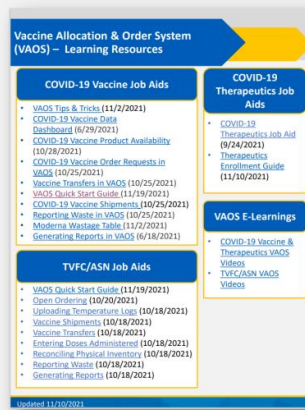 Vaccine Allocation & Order System
(VAOS) – Learning Resources
COVID-19 Vaccine Job Aids
VAOS Tips & Tricks (11/2/2021)
COVID-19 Vaccine Data
Dashboard (6/29/2021)
COVID-19 Vaccine Product Availability
(10/28/2021)
COVID-19 Vaccine Order Requests in
VAOS (10/25/2021)
Vaccine Transfers in VAOS (10/25/2021)
VAOS Quick Start Guide (11/19/2021)
COVID-19 Vaccine Shipments (10/25/2021)
Reporting Waste in VAOS (10/25/2021)
Moderna Wastage Table (11/2/2021)
Generating Reports in VAOS (6/18/2021)
TVFC/ASN Job Aids
VAOS Quick Start Guide (11/19/2021)
Open Ordering (10/20/2021)
Uploading Temperature Logs (10/18/2021)
Vaccine Shipments (10/18/2021)
Vaccine Transfers (10/18/2021)
Entering Doses Administered (10/18/2021)
Reconciling Physical Inventory (10/18/2021)
Reporting Waste (10/18/2021)
Generating Reports (10/18/2021)
COVID-19
Therapeutics Job
Aids
COVID-19
Therapeutics Job Aid
(9/24/2021)
Therapeutics
Enrollment Guide
(11/10/2021)
VAOS E-Learnings
COVID-19 Vaccine &
Therapeutics VAOS
Videos
TVFC/ASN VAOS
Videos
Updated 11/10/2021